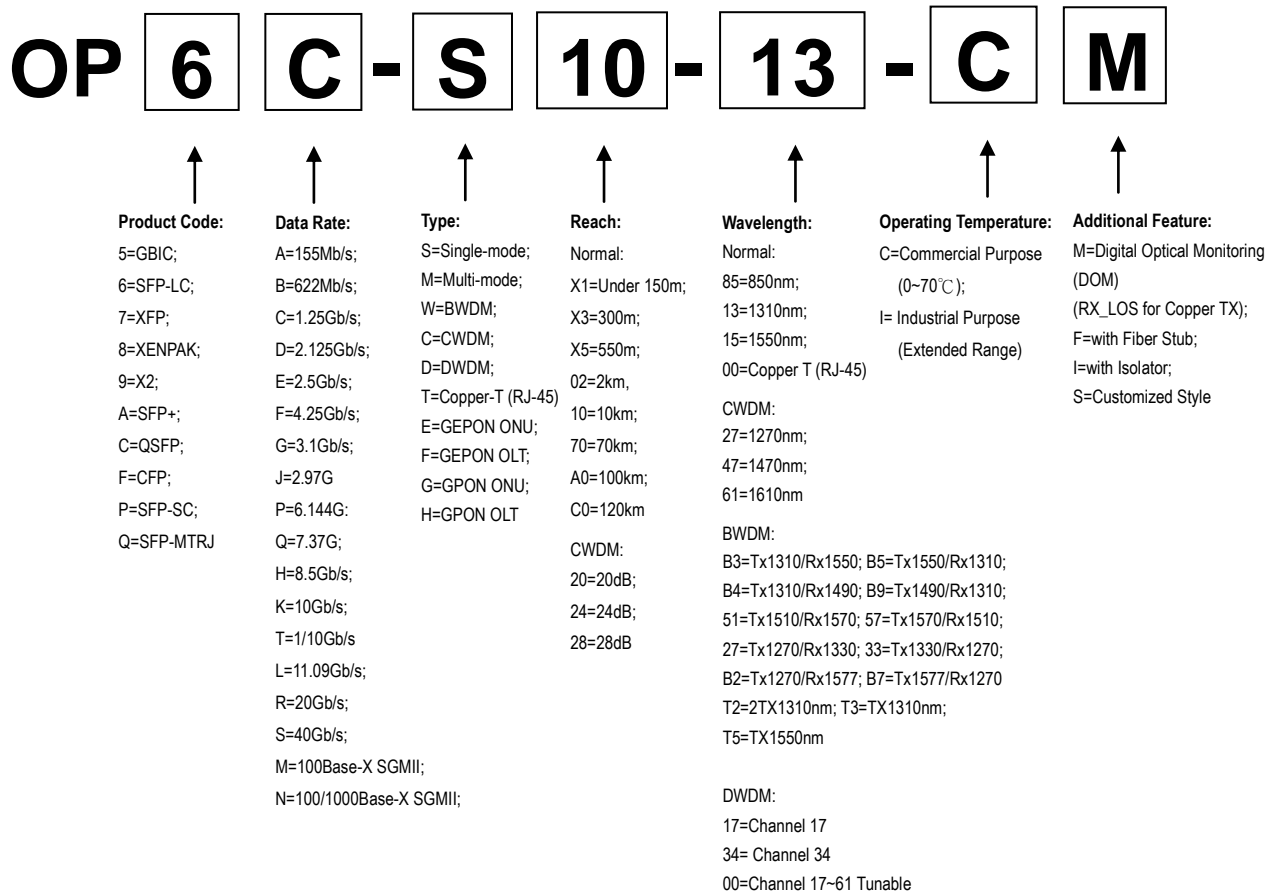 OP 6 C - S 10 - 13 - C M
Product Code:
5=GBIC;
6=SFP-LC;
7=XFP;
8=XENPAK;
9=X2;
A=SFP+;
C=QSFP;
F=CFP;
P=SFP-SC;
Q=SFP-MTRJ
Data Rate:
A=155Mb/s;
B=622Mb/s;
C=1.25Gb/s;
D=2.125Gb/s;
E=2.5Gb/s;
F=4.25Gb/s;
G=3.1Gb/s;
J=2.97G
P=6.144G:
Q=7.37G;
H=8.5Gb/s;
K=10Gb/s;
T=1/10Gb/s
L=11.09Gb/s;
R=20Gb/s;
S=40Gb/s;
M=100Base-X SGMII;
N=100/1000Base-X SGMII;
Type:
S=Single-mode;
M=Multi-mode;
W=BWDM;
C=CWDM;
D=DWDM;
T=Copper-T (RJ-45)
E=GEPON ONU;
F=GEPON OLT;
G=GPON ONU;
H=GPON OLT
Reach:
Normal:
X1=Under 150m;
X3=300m;
X5=550m;
02=2km,
10=10km;
70=70km;
A0=100km;
C0=120km
CWDM:
20=20dB;
24=24dB;
28=28dB
Wavelength:
Normal:
85=850nm;
13=1310nm;
15=1550nm;
00=Copper T (RJ-45)
CWDM:
27=1270nm;
47=1470nm;
61=1610nm
BWDM:
B3=Tx1310/Rx1550; B5=Tx1550/Rx1310;
B4=Tx1310/Rx1490; B9=Tx1490/Rx1310;
51=Tx1510/Rx1570; 57=Tx1570/Rx1510;
27=Tx1270/Rx1330; 33=Tx1330/Rx1270;
B2=Tx1270/Rx1577; B7=Tx1577/Rx1270
T2=2TX1310nm; T3=TX1310nm;
T5=TX1550nm
DWDM:
17=Channel 17
34= Channel 34
00=Channel 17~61 Tunable
Operating Temperature:
C=Commercial Purpose
(0~70℃);
I= Industrial Purpose
(Extended Range)
Additional Feature:
M=Digital Optical Monitoring
(DOM)
(RX_LOS for Copper TX);
F=with Fiber Stub;
I=with Isolator;
S=Customized Style